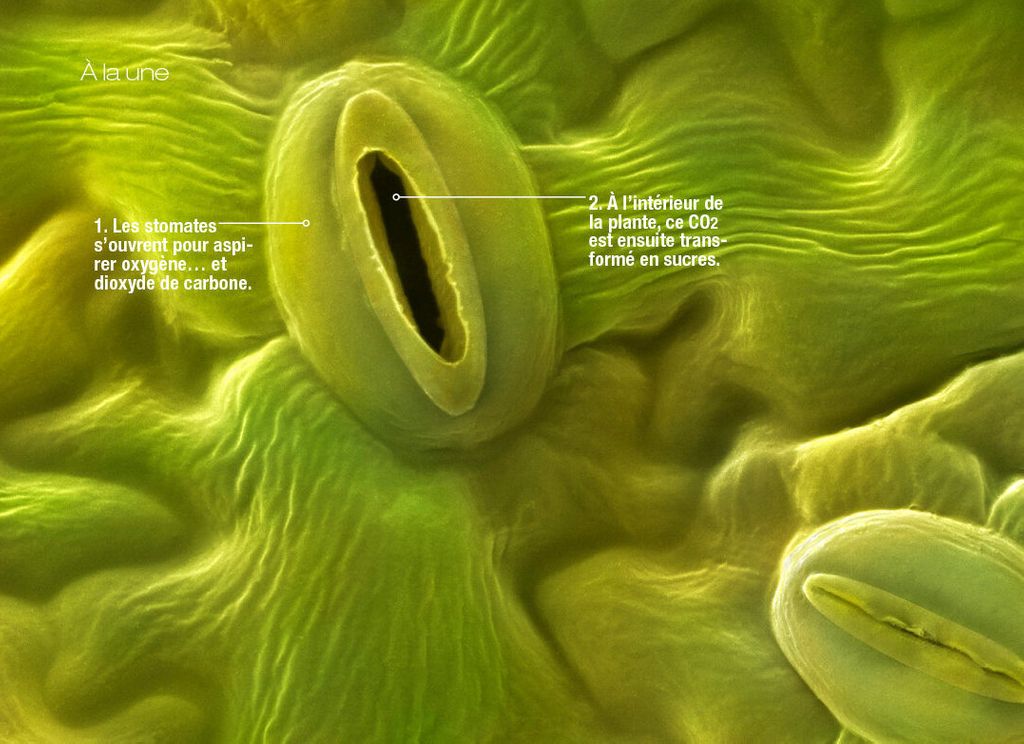 À la une
1. Les stomates
s’ouvrent pour aspi-
rer oxygène… et
dioxyde de carbone.
2. À l’intérieur de
la plante, ce CO2
est ensuite trans-
formé en sucres.